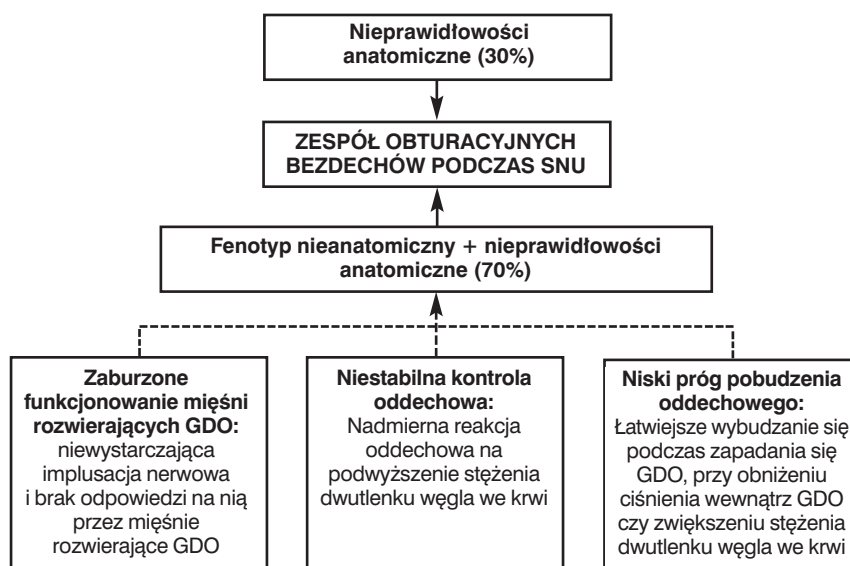 Nieprawidłowości
anatomiczne (30%)
ZESPÓŁ OBTURACYJNYCH
BEZDECHÓW PODCZAS SNU
Fenotyp nieanatomiczny + nieprawidłowości
anatomiczne (70%)
Zaburzone
funkcjonowanie mięśni
rozwierających GDO:
niewystarczająca
implusacja nerwowa
i brak odpowiedzi na nią
przez mięśnie
rozwierające GDO
Niestabilna kontrola
oddechowa:
Nadmierna reakcja
oddechowa na
podwyższenie stężenia
dwutlenku węgla we krwi
Niski próg pobudzenia
oddechowego:
Łatwiejsze wybudzanie się
podczas zapadania się
GDO, przy obniżeniu
ciśnienia wewnątrz GDO
czy zwiększeniu stężenia
dwutlenku węgla we krwi